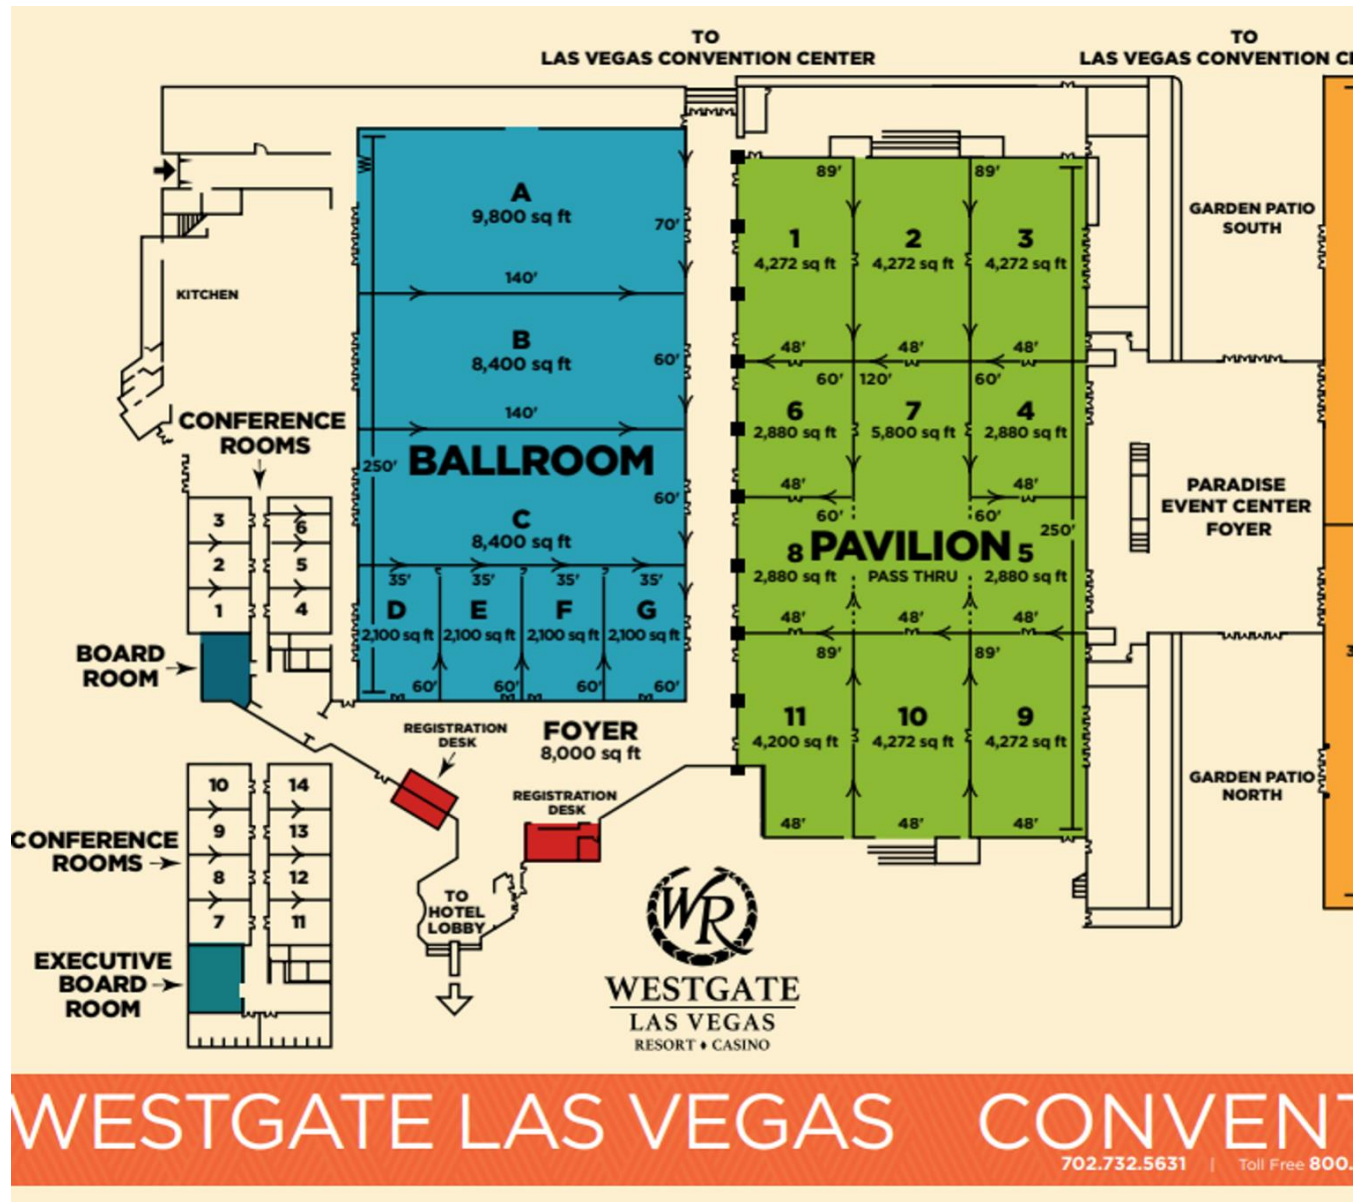 TO
LAS VEGAS CONVENTION CENTER
TO
LAS VEGAS CONVENTION
KITCHEN
CONFERENCE
ROOMS
3
2
1
6
5
4
BOARD
ROOM
A
9,800 sq ft
70'
140'
B
8,400 sq ft
60'
140'
250'
BALLROOM
60'
C
8,400 sq ft
35'
35'
35'
35'
D
E
F
G
2,100 sq ft
2,100 sq ft
2,100 sq ft
2,100 sq ft
60'
60'
60'
60'
89'
89'
1
2
3
4,272 sq ft
4,272 sq ft
4,272 sq ft
48'
48'
48'
60'
120'
60'
6
7
4
2,880 sq ft
5,800 sq ft
2,880 sq ft
48'
48'
60'
60'
250'
8
PAVILION
5
2,880 sq ft
PASS THRU
2,880 sq ft
48'
48'
48'
89'
89'
11
10
9
4,200 sq ft
4,272 sq ft
4,272 sq ft
48'
48'
48'
GARDEN PATIO
SOUTH
PARADISE
EVENT CENTER
FOYER
GARDEN PATIO
NORTH
REGISTRATION
DESK
FOYER
8,000 sq ft
REGISTRATION
DESK
CONFERENCE
ROOMS
10
9
8
7
14
13
12
11
EXECUTIVE
BOARD
ROOM
TO
HOTEL
LOBBY
WR
WESTGATE
LAS VEGAS
RESORT ♦ CASINO
WESTGATE LAS VEGAS CONVENT
702.732.5631 | Toll Free 800.